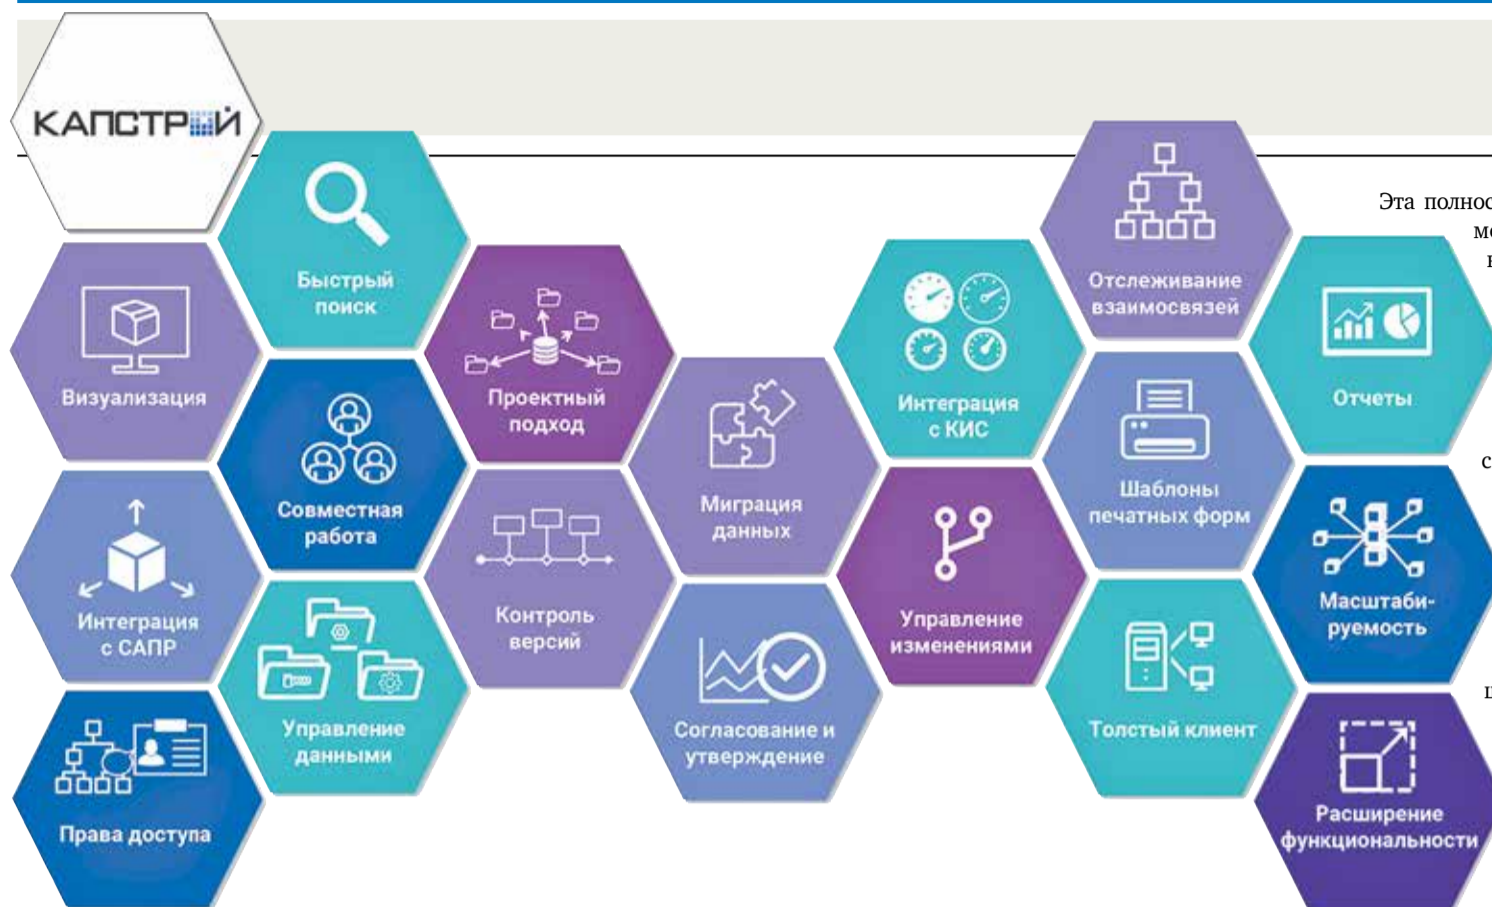 КАПСТРОЙ
Быстрый
поиск
Визуализация
Проектный
подход
Совместная
работа
Интеграция
с САПР
Контроль
версий
Управление
данными
Права доступа
Миграция
данных
Согласование и
утверждение
Интеграция
с КИС
Управление
изменениями
Отслеживание
взаимосвязей
Шаблоны
печатных форм
Толстый клиент
Отчеты
Масштаби-
руемость
Расширение
функциональности
Эта